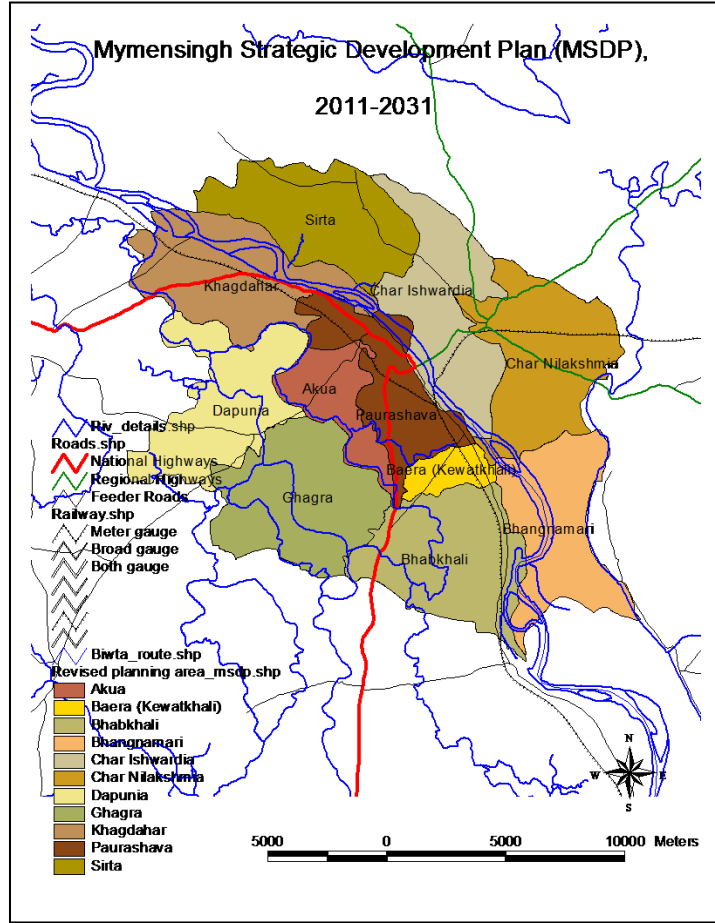 Mymensingh Strategic Development Plan (MSDP),
2011-2031
Sirta
Khagdahar
Char Ishwardia
Char Nilakshmia
Akua
Dapunia
Paurashava
Baera (Kewatkhali)
Ghagra
Bhangnamari
Bhabkhali
Riv_details.shp
Roads.shp
National Highways
Regional Highways
Feeder Roads
Railway.shp
Meter gauge
Broad gauge
Both gauge
Biwta_route.shp
Revised planning area_msdp.shp
Akua
Baera (Kewatkhali)
Bhabkhali
Bhangnamari
Char Ishwardia
Char Nilakshmia
Dapunia
Ghagra
Khagdahar
Paurashava
Sirta
N
W E
S
5000 0 5000 10000 Meters